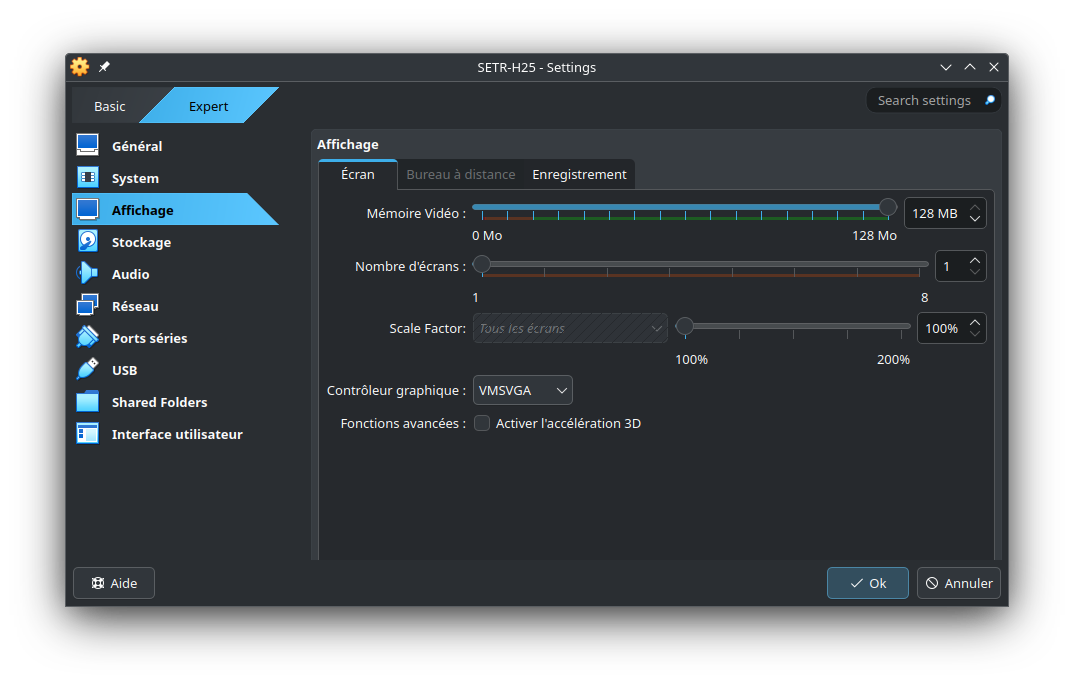 SETR-H25 - Settings
Basic
Expert
Search settings
Général
System
Affichage
Stockage
Audio
Réseau
Ports séries
USB
Shared Folders
Interface utilisateur
Affichage
Écran
Bureau à distance
Enregistrement
Mémoire Vidéo :
128 MB
0 Mo
128 Mo
Nombre d'écrans :
1
1
8
Scale Factor:
Tous les écrans
100%
100%
200%
Contrôleur graphique :
VMSVGA
Fonctions avancées :
Activer l'accélération 3D
Aide
Ok
Annuler